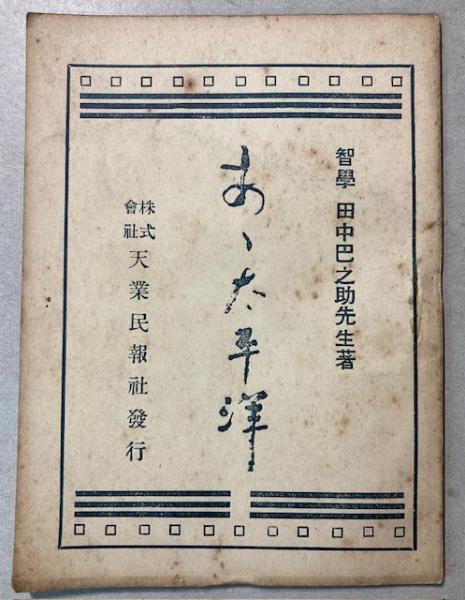 智學 田中巴之助先生著
あゝ太平洋
株式會社 天業民報社發行